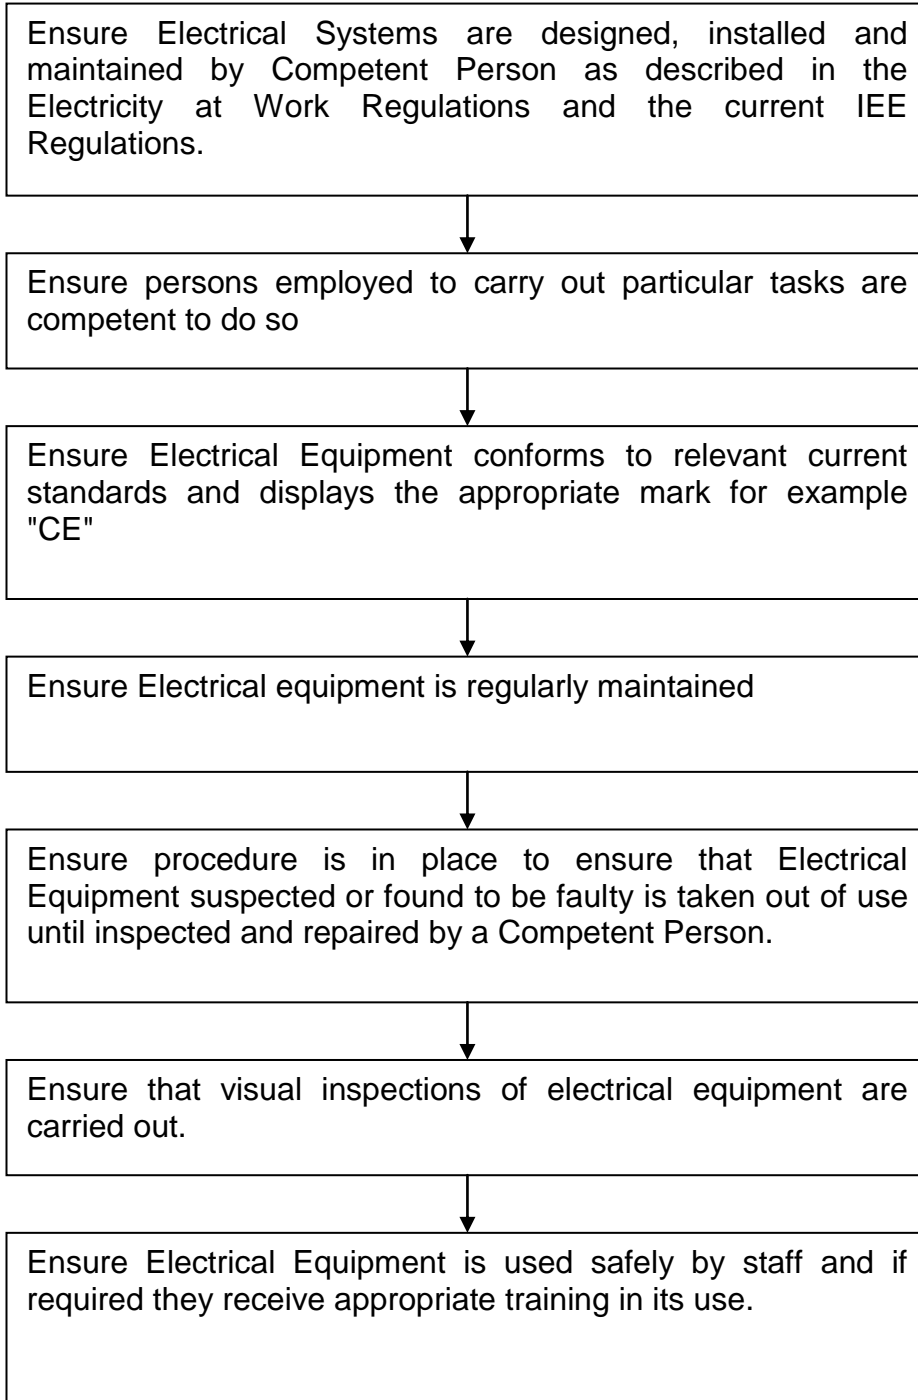 Ensure Electrical Systems are designed, installed and
maintained by Competent Person as described in the
Electricity at Work Regulations and the current IEE
Regulations.
Ensure persons employed to carry out particular tasks are
competent to do so
Ensure Electrical Equipment conforms to relevant current
standards and displays the appropriate mark for example
"CE"
Ensure Electrical equipment is regularly maintained
Ensure procedure is in place to ensure that Electrical
Equipment suspected or found to be faulty is taken out of use
until inspected and repaired by a Competent Person.
Ensure that visual inspections of electrical equipment are
carried out.
Ensure Electrical Equipment is used safely by staff and if
required they receive appropriate training in its use.